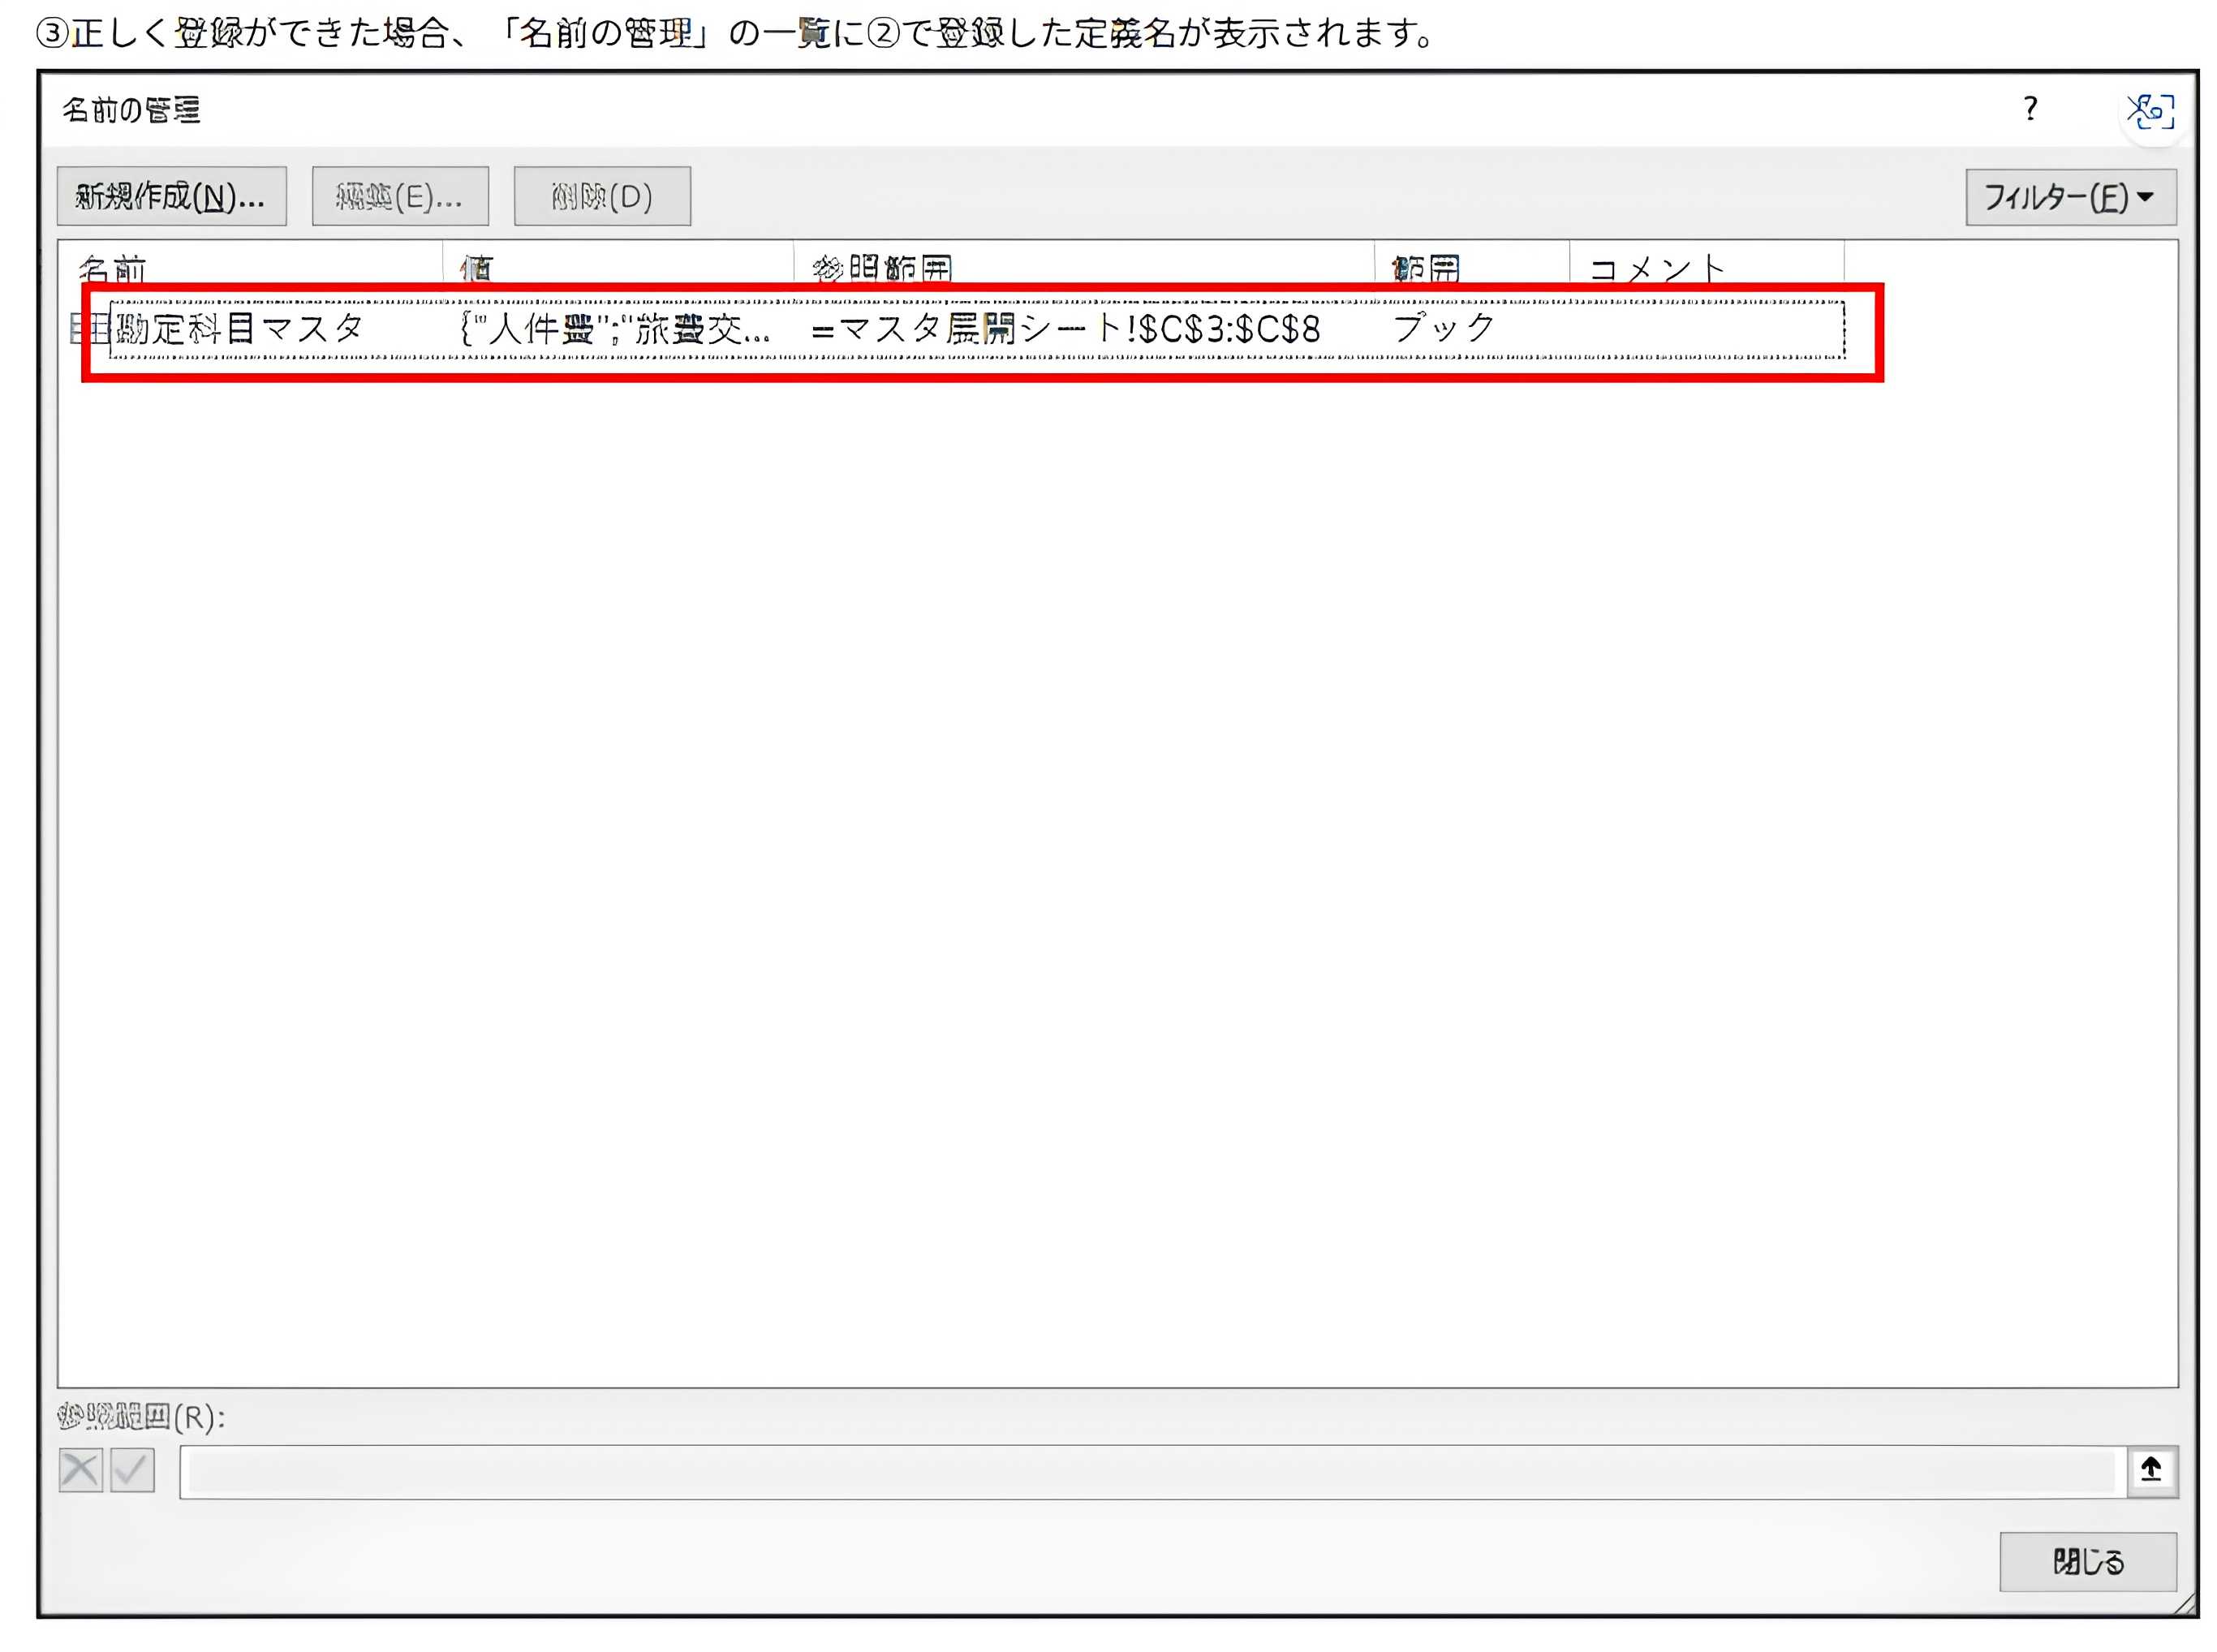 ③正しく登録ができた場合、「名前の管理」の一覧に②で登録した定義名が表示されます。
名前の管理
?
新規作成(N)... 編集(E)... 削除(D) フィルター(F)
名前 値 参照範囲 範囲 コメント
勘定科目マスタ {"人件費";"旅費交... =マスタ展開シート!$C$3:$C$8 ブック
参照範囲(R):
閉じる